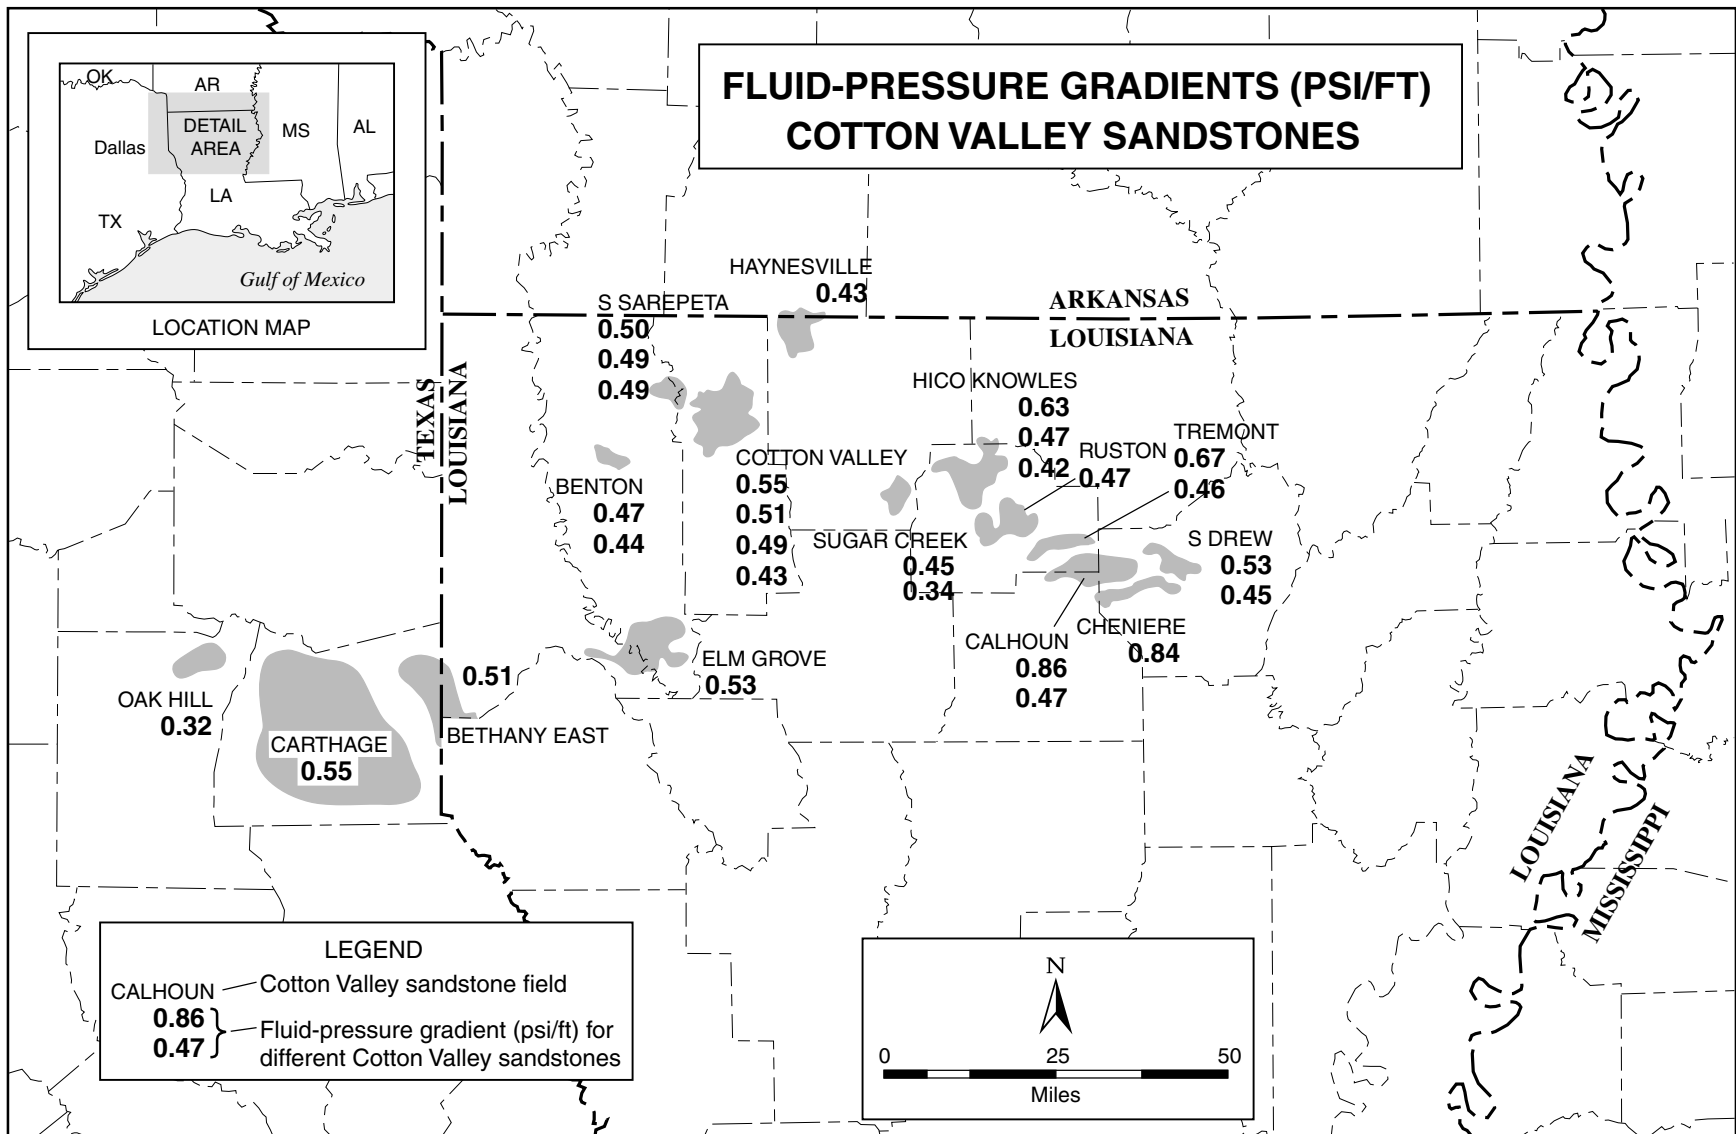 FLUID-PRESSURE GRADIENTS (PSI/FT)
COTTON VALLEY SANDSTONES
OK
AR
DETAIL
AREA
MS
AL
Dallas
LA
TX
Gulf of Mexico
LOCATION MAP
HAYNESVILLE
0.43
S SAREPETA
0.50
0.49
0.49
ARKANSAS
LOUISIANA
TEXAS
LOUISIANA
HICO KNOWLES
0.63
0.47
0.42
RUSTON
0.47
TREMONT
0.67
0.46
COTTON VALLEY
0.55
0.51
0.49
0.43
BENTON
0.47
0.44
SUGAR CREEK
0.45
0.34
S DREW
0.53
0.45
CALHOUN
0.86
0.47
CHENIERE
0.84
ELM GROVE
0.53
0.51
BETHANY EAST
OAK HILL
0.32
CARTHAGE
0.55
LOUISIANA
MISSISSIPPI
LEGEND
CALHOUN
Cotton Valley sandstone field
0.86
0.47
Fluid-pressure gradient (psi/ft) for
different Cotton Valley sandstones
N
0 25 50
Miles